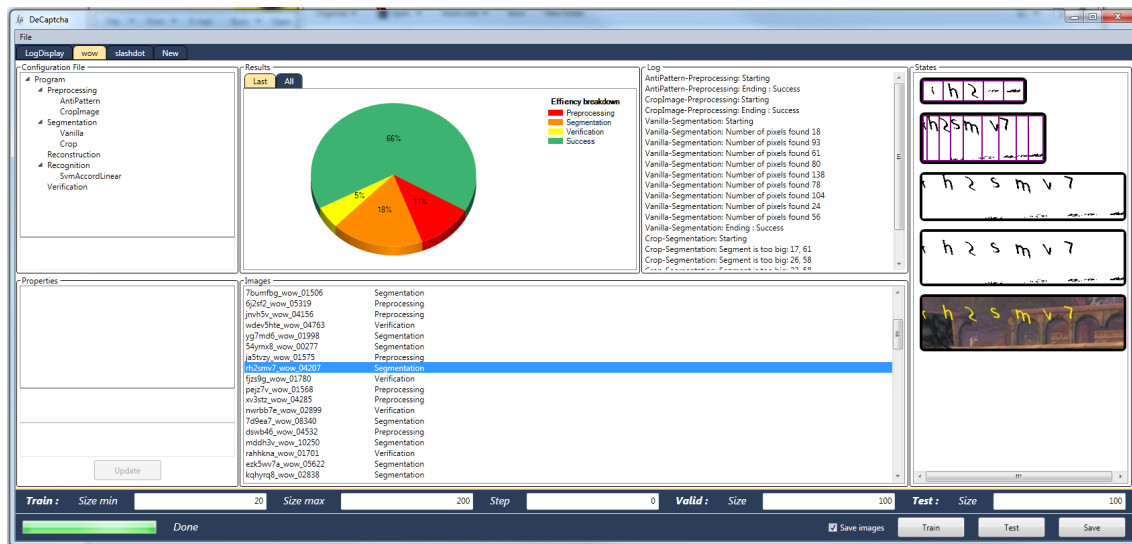 DeCaptcha
File
LogDisplay wow slashdot New
Configuration File
Program
Preprocessing
AntiPattern
CropImage
Segmentation
Vanilla
Crop
Reconstruction
Recognition
SvmAccordLinear
Verification
Results
Last All
66%
5%
18%
11%
Effiency breakdown
Preprocessing
Segmentation
Verification
Success
Log
AntiPattern-Preprocessing: Starting
AntiPattern-Preprocessing: Ending : Success
CropImage-Preprocessing: Starting
CropImage-Preprocessing: Ending : Success
Vanilla-Segmentation: Starting
Vanilla-Segmentation: Number of pixels found 18
Vanilla-Segmentation: Number of pixels found 93
Vanilla-Segmentation: Number of pixels found 61
Vanilla-Segmentation: Number of pixels found 80
Vanilla-Segmentation: Number of pixels found 138
Vanilla-Segmentation: Number of pixels found 78
Vanilla-Segmentation: Number of pixels found 104
Vanilla-Segmentation: Number of pixels found 24
Vanilla-Segmentation: Number of pixels found 56
Vanilla-Segmentation: Ending : Success
Crop-Segmentation: Starting
Crop-Segmentation: Segment is too big: 17, 61
Crop-Segmentation: Segment is too big: 26, 58
States
h 2
r h 2 s m v 7
r h 2 s m v 7
r h 2 s m v 7
r h 2 s m v 7
Properties
Update
Images
7bumfbg_wow_01506 Segmentation
6j2sf2_wow_05319 Preprocessing
jnvh5v_wow_04156 Preprocessing
wdev5hte_wow_04763 Verification
yg7md6_wow_01998 Segmentation
54ymx8_wow_00277 Segmentation
ja5tvzy_wow_01575 Preprocessing
rh2smv7_wow_04207 Segmentation
fjzs9g_wow_01780 Verification
pejz7v_wow_01568 Preprocessing
xv3stz_wow_04285 Preprocessing
nwrbb7e_wow_02899 Verification
7d9ea7_wow_08340 Segmentation
dswb46_wow_04532 Preprocessing
mddh3v_wow_10250 Segmentation
rahhkna_wow_01701 Verification
ezk5wv7a_wow_05622 Segmentation
kqhyrq8_wow_02838 Segmentation
Train : Size min 20 Size max 200 Step 0 Valid : Size 100 Test : Size 100
Done Save images Train Test Save